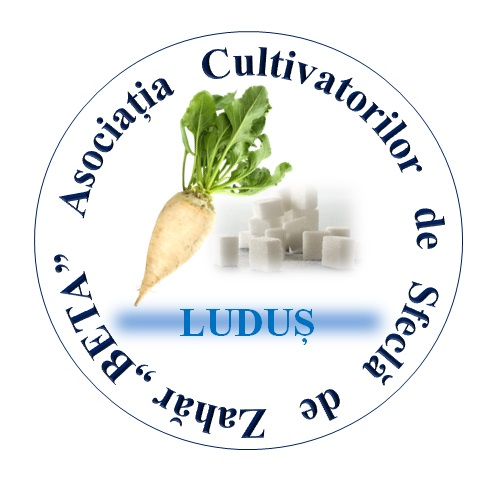 Asociația Cultivatorilor de Sfeclă de Zahăr „BETA”
LUDUȘ